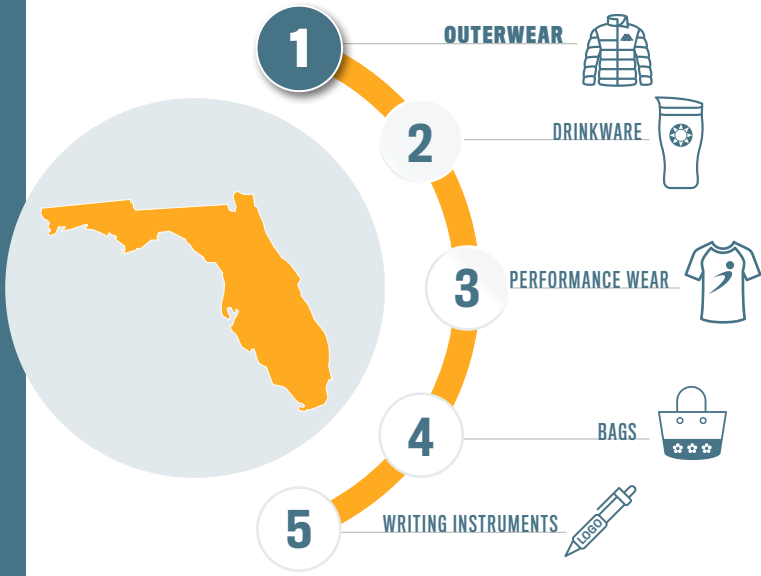 1 OUTERWEAR
2 DRINKWARE
3 PERFORMANCE WEAR
4 BAGS
5 WRITING INSTRUMENTS
LOGO